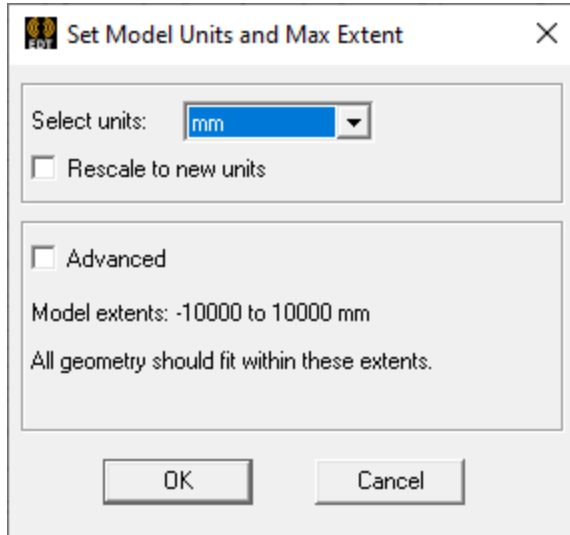 EDT
Set Model Units and Max Extent
Select units: mm
Rescale to new units
Advanced
Model extents: -10000 to 10000 mm
All geometry should fit within these extents.
OK Cancel